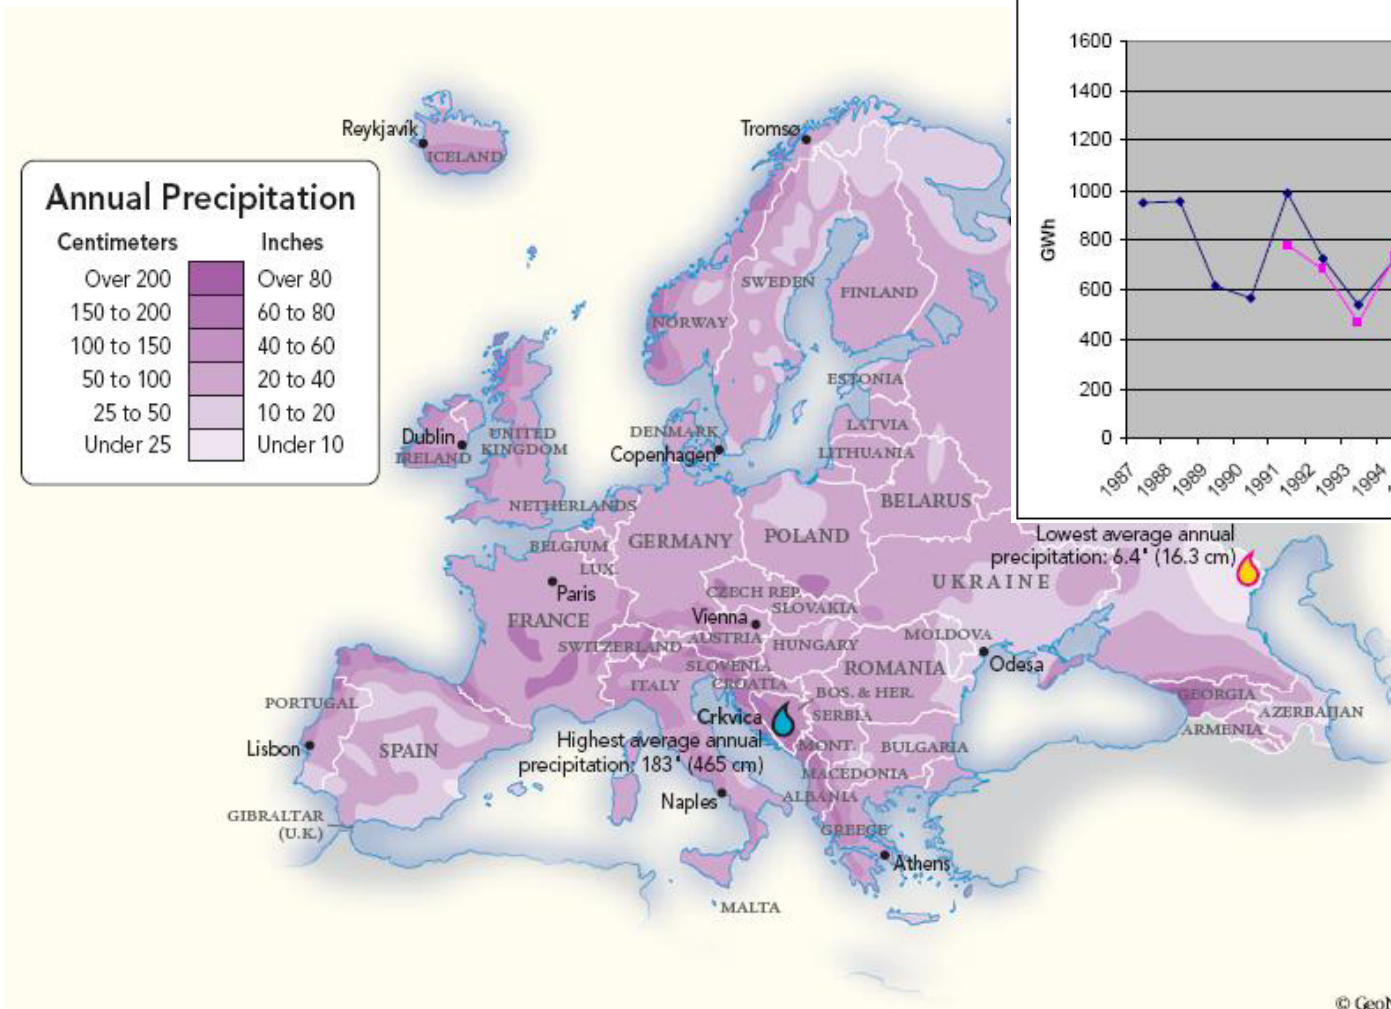 Annual Precipitation
Centimeters Inches
Over 200 Over 80
150 to 200 60 to 80
100 to 150 40 to 60
50 to 100 20 to 40
25 to 50 10 to 20
Under 25 Under 10
Reykjavík
ICELAND
Tromsø
SWEDEN
FINLAND
NORWAY
ESTONIA
LATVIA
LITHUANIA
DENMARK
Copenhagen
Dublin
IRELAND
UNITED
KINGDOM
NETHERLANDS
BELARUS
BELGIUM
GERMANY
POLAND
LUX.
Paris
CZECH REP.
SLOVAKIA
UKRAINE
Lowest average annual
precipitation: 6.4" (16.3 cm)
FRANCE
Vienna
AUSTRIA
SWITZERLAND
HUNGARY
MOLDOVA
Odesa
SLOVENIA
ROMANIA
ITALY
CROATIA
BOS. & HER.
PORTUGAL
Crkvica
Highest average annual
precipitation: 183" (465 cm)
SERBIA
GEORGIA
AZERBAIJAN
ARMENIA
Lisbon
SPAIN
MONT.
BULGARIA
MACEDONIA
Naples
ALBANIA
GIBRALTAR
(U.K.)
GREECE
Athens
MALTA
© Geo
1600
1400
1200
1000
800
600
400
200
0
GWh
1987
1988
1989
1990
1991
1992
1993
1994